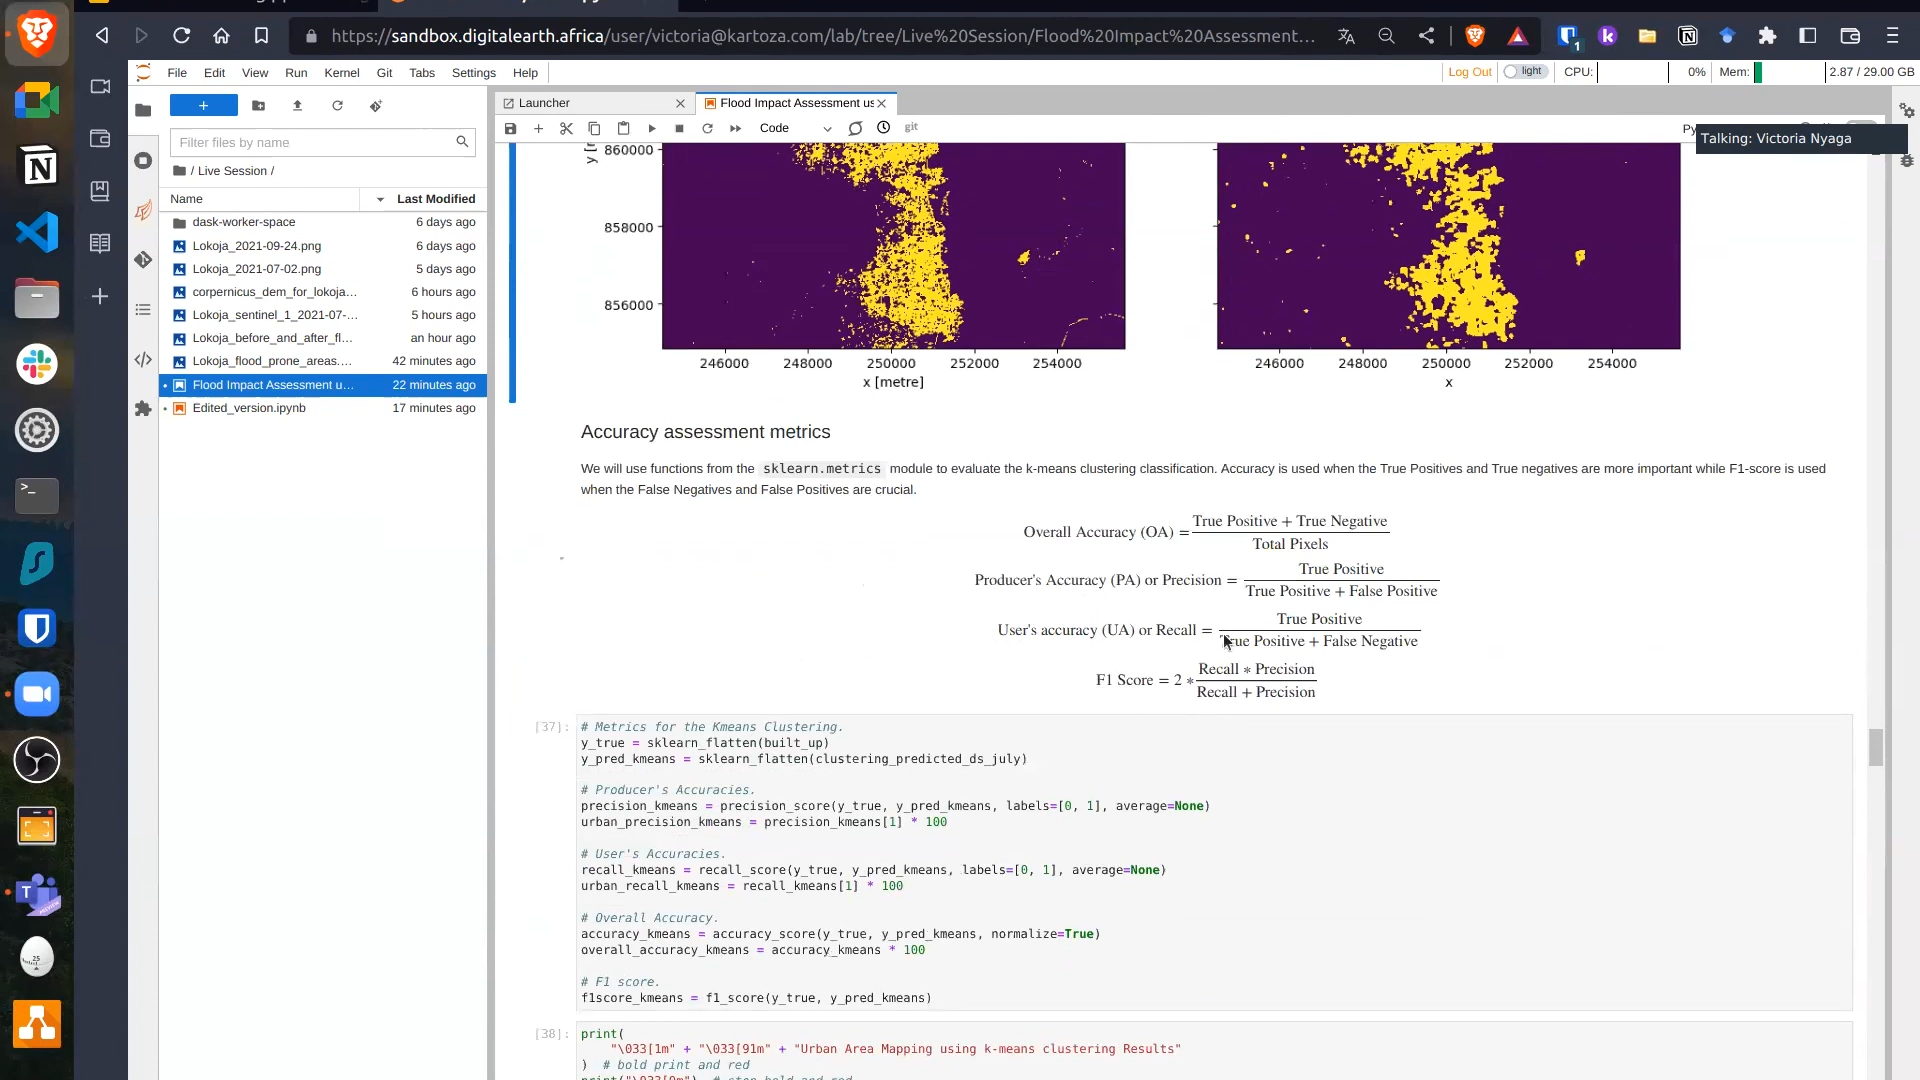 https://sandbox.digitalearth.africa/user/victoria@kartoza.com/lab/tree/Live%20Session/Flood%20Impact%20Assessment...
1
File Edit View Run Kernel Git Tabs Settings Help
Log Out light CPU: 0% Mem: 2.87 / 29.00 GB
Launcher
Flood Impact Assessment us
Filter files by name
Code
git
Talking: Victoria Nyaga
/ Live Session /
Name Last Modified
dask-worker-space 6 days ago
Lokoja_2021-09-24.png 6 days ago
Lokoja_2021-07-02.png 5 days ago
corpernicus_dem_for_lokoja... 6 hours ago
Lokoja_sentinel_1_2021-07-... 5 hours ago
Lokoja_before_and_after_fl... an hour ago
Lokoja_flood_prone_areas.... 42 minutes ago
Flood Impact Assessment u... 22 minutes ago
Edited_version.ipynb 17 minutes ago
860000
858000
856000
246000 248000 250000 252000 254000
x [metre]
246000 248000 250000 252000 254000
x
Accuracy assessment metrics
We will use functions from the sklearn.metrics module to evaluate the k-means clustering classification. Accuracy is used when the True Positives and True negatives are more important while F1-score is used
when the False Negatives and False Positives are crucial.
Overall Accuracy (OA) = True Positive + True Negative
Total Pixels
Producer's Accuracy (PA) or Precision = True Positive
True Positive + False Positive
User's accuracy (UA) or Recall = True Positive
True Positive + False Negative
F1 Score = 2 * Recall * Precision
Recall + Precision
[37]: # Metrics for the Kmeans Clustering.
y_true = sklearn_flatten(built_up)
y_pred_kmeans = sklearn_flatten(clustering_predicted_ds_july)
# Producer's Accuracies.
precision_kmeans = precision_score(y_true, y_pred_kmeans, labels=[0, 1], average=None)
urban_precision_kmeans = precision_kmeans[1] * 100
# User's Accuracies.
recall_kmeans = recall_score(y_true, y_pred_kmeans, labels=[0, 1], average=None)
urban_recall_kmeans = recall_kmeans[1] * 100
# Overall Accuracy.
accuracy_kmeans = accuracy_score(y_true, y_pred_kmeans, normalize=True)
overall_accuracy_kmeans = accuracy_kmeans * 100
# F1 score.
f1score_kmeans = f1_score(y_true, y_pred_kmeans)
[38]: print(
"\033[1m" + "\033[91m" + "Urban Area Mapping using k-means clustering Results"
) # bold print and red